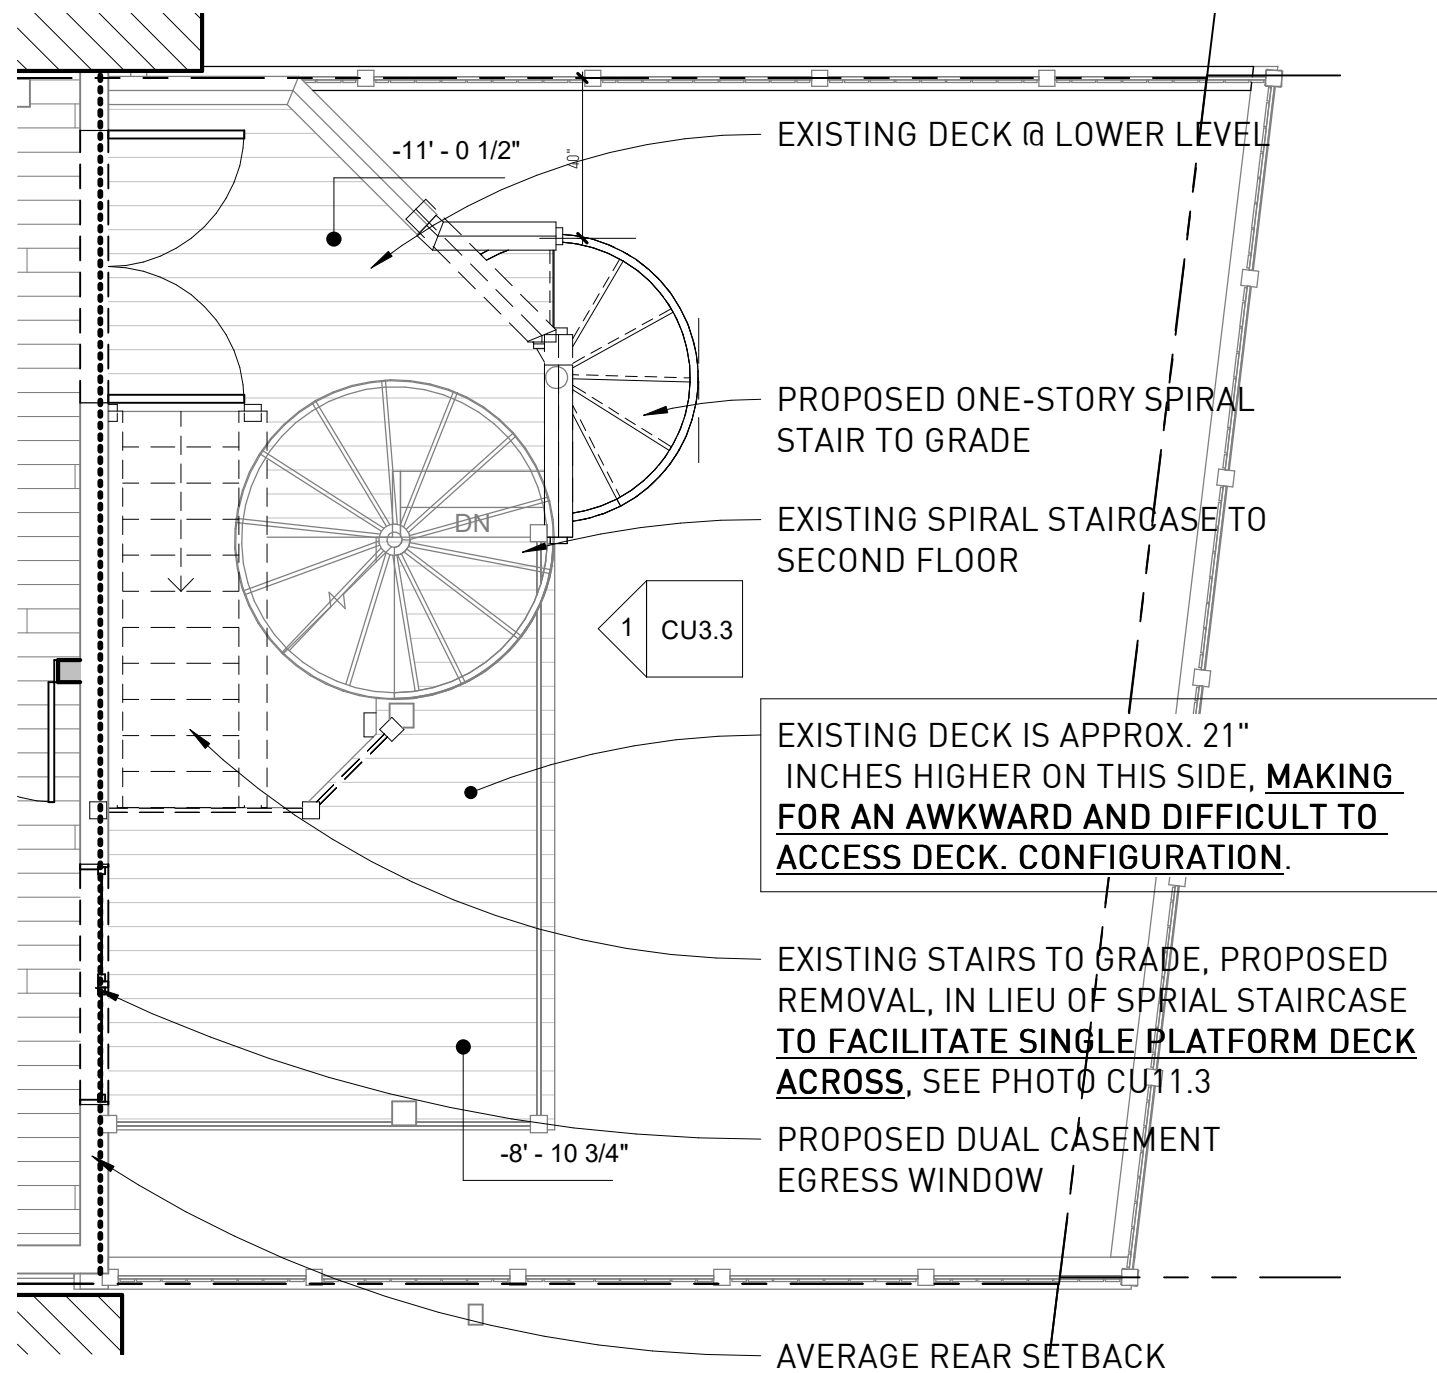 EXISTING DECK @ LOWER LEVEL
-11' - 0 1/2"
40"
PROPOSED ONE-STORY SPIRAL
STAIR TO GRADE
EXISTING SPIRAL STAIRCASE TO
SECOND FLOOR
DN
1
CU3.3
EXISTING DECK IS APPROX. 21"
INCHES HIGHER ON THIS SIDE, MAKING
FOR AN AWKWARD AND DIFFICULT TO
ACCESS DECK. CONFIGURATION.
EXISTING STAIRS TO GRADE, PROPOSED
REMOVAL, IN LIEU OF SPRIAL STAIRCASE
TO FACILITATE SINGLE PLATFORM DECK
ACROSS, SEE PHOTO CU11.3
PROPOSED DUAL CASEMENT
EGRESS WINDOW
-8' - 10 3/4"
AVERAGE REAR SETBACK